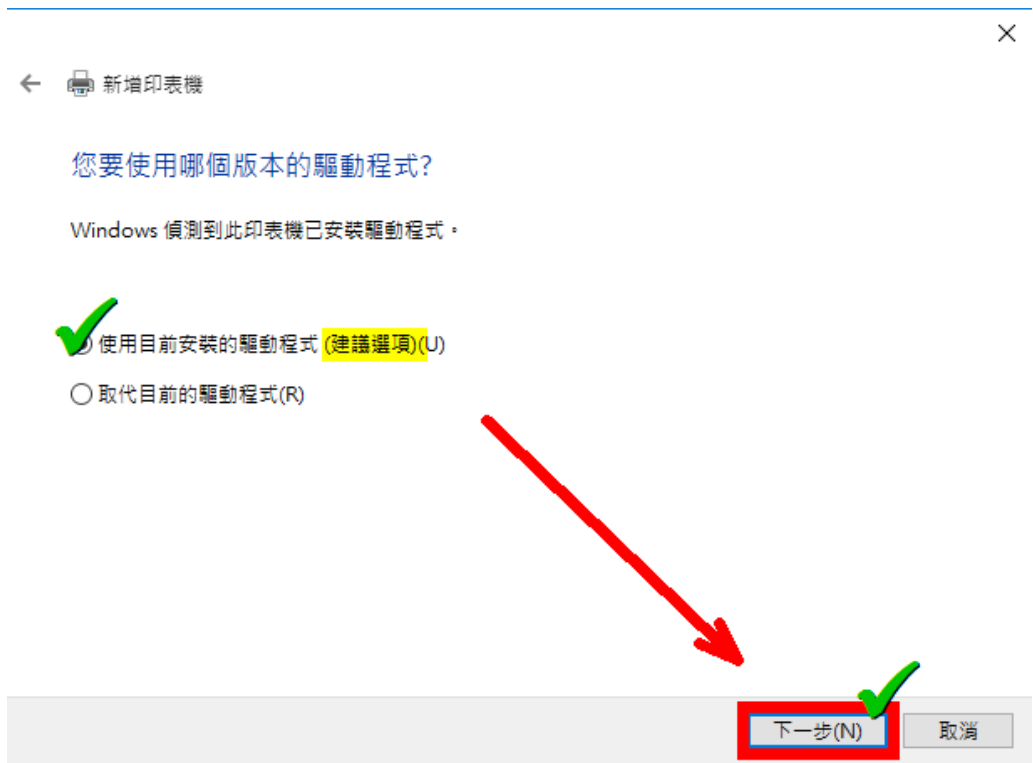 新增印表機
您要使用哪個版本的驅動程式?
Windows 偵測到此印表機已安裝驅動程式。
使用目前安裝的驅動程式 (建議選項)(U)
取代目前的驅動程式(R)
下一步(N) 取消